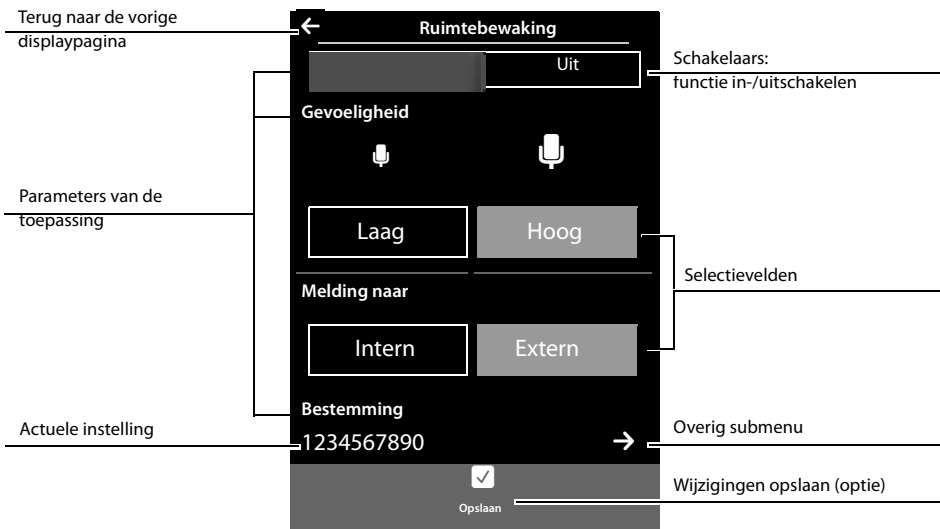 Terug naar de vorige
displaypagina
Ruimtebewaking
Uit
Schakelaars:
functie in-/uitschakelen
Gevoeligheid
Parameters van de
toepassing
Laag
Hoog
Selectievelden
Melding naar
Intern
Extern
Bestemming
Actuele instelling
1234567890
Overig submenu
Wijzigingen opslaan (optie)
Opslaan